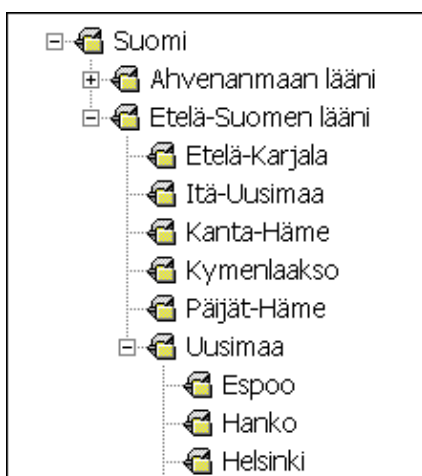 Suomi
Ahvenanmaan lääni
Etelä-Suomen lääni
Etelä-Karjala
Itä-Uusimaa
Kanta-Häme
Kymenlaakso
Päijät-Häme
Uusimaa
Espoo
Hanko
Helsinki